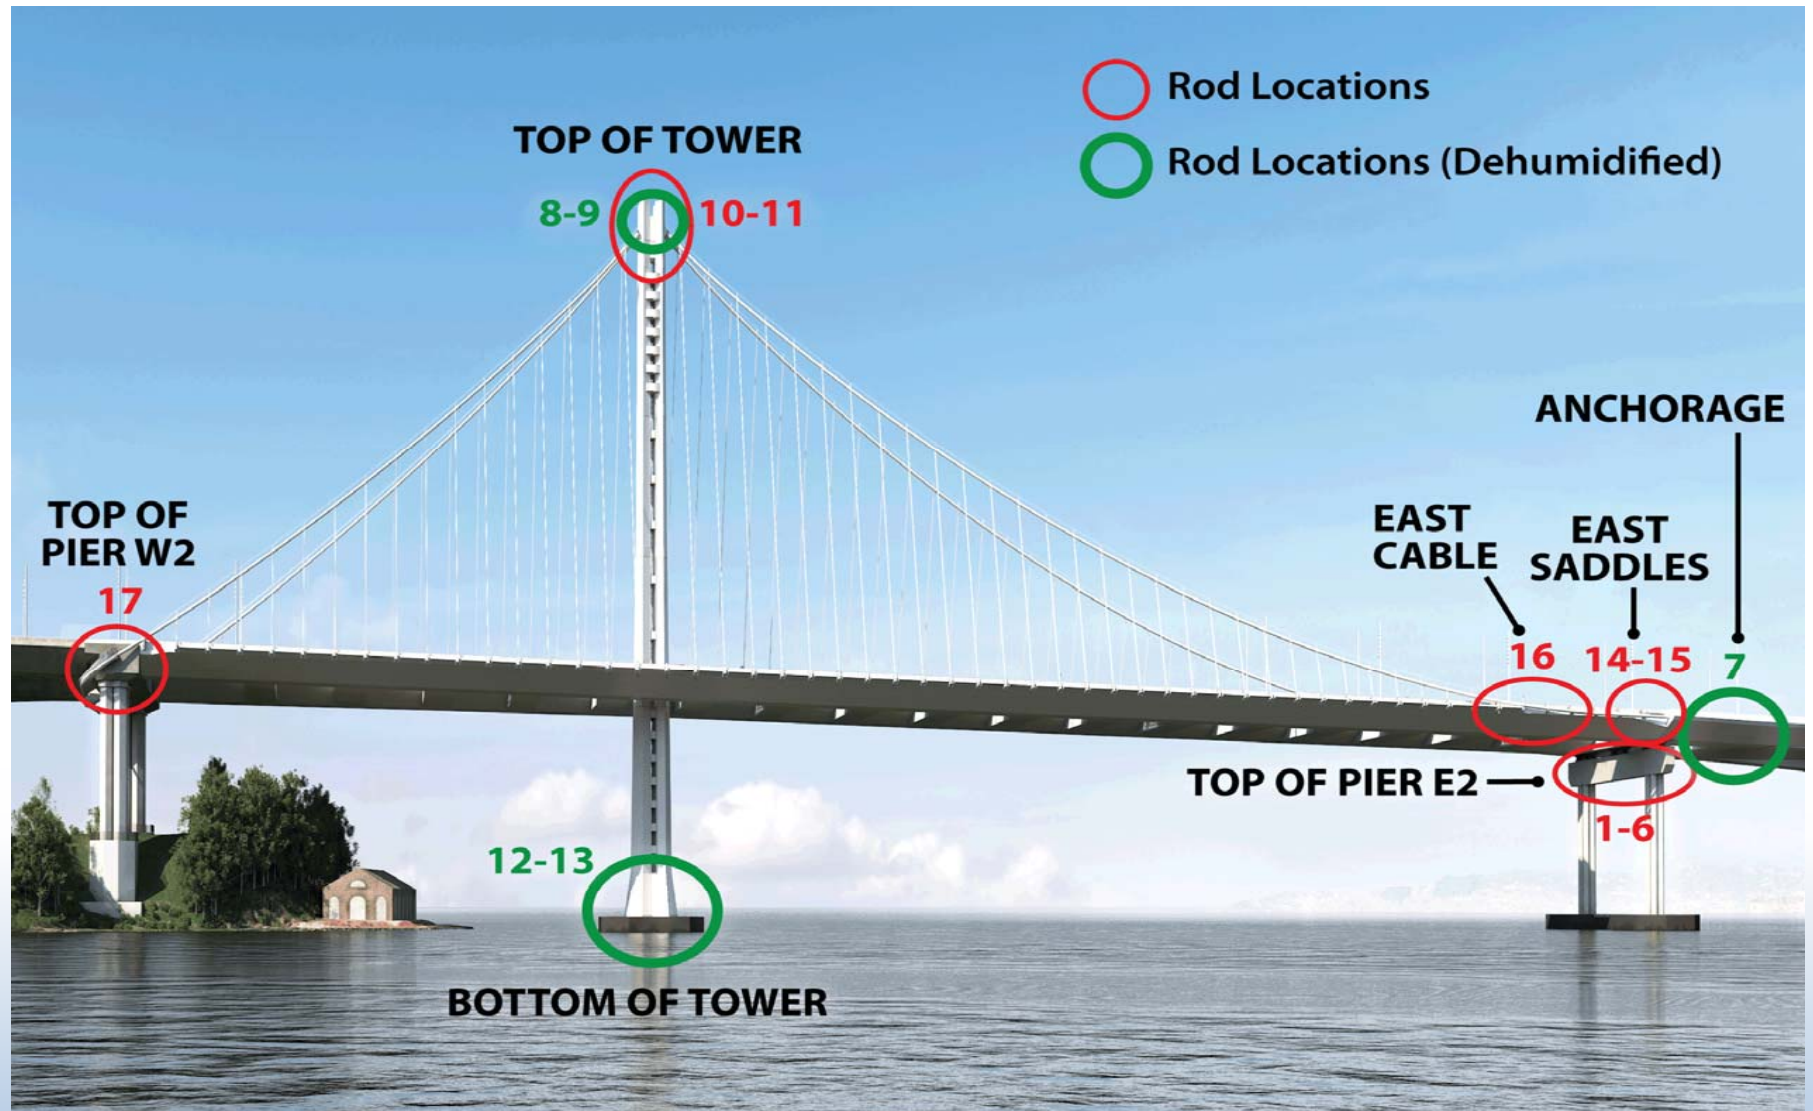 Rod Locations
Rod Locations (Dehumidified)
TOP OF TOWER
8-9
10-11
ANCHORAGE
TOP OF
PIER W2
17
EAST
CABLE
EAST
SADDLES
16
14-15
7
TOP OF PIER E2
1-6
12-13
BOTTOM OF TOWER